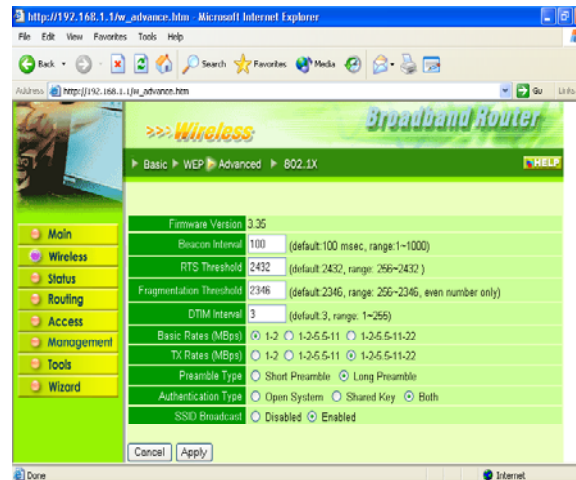 http://192.168.1.1/w_advance.htm - Microsoft Internet Explorer
File Edit View Favorites Tools Help
Back Search Favorites Media
Address http://192.168.1.1/w_advance.htm Go Links
>>> Wireless Broadband Router
Basic WEP Advanced 802.1X HELP
Main
Wireless
Status
Routing
Access
Management
Tools
Wizard
Firmware Version 3.35
Beacon Interval 100 (default:100 msec, range:1~1000)
RTS Threshold 2432 (default:2432, range: 256~2432 )
Fragmentation Threshold 2346 (default:2346, range: 256~2346, even number only)
DTIM Interval 3 (default:3, range: 1~255)
Basic Rates (MBps) 1-2 1-2-5.5-11 1-2-5.5-11-22
TX Rates (MBps) 1-2 1-2-5.5-11 1-2-5.5-11-22
Preamble Type Short Preamble Long Preamble
Authentication Type Open System Shared Key Both
SSID Broadcast Disabled Enabled
Cancel Apply
Done Internet